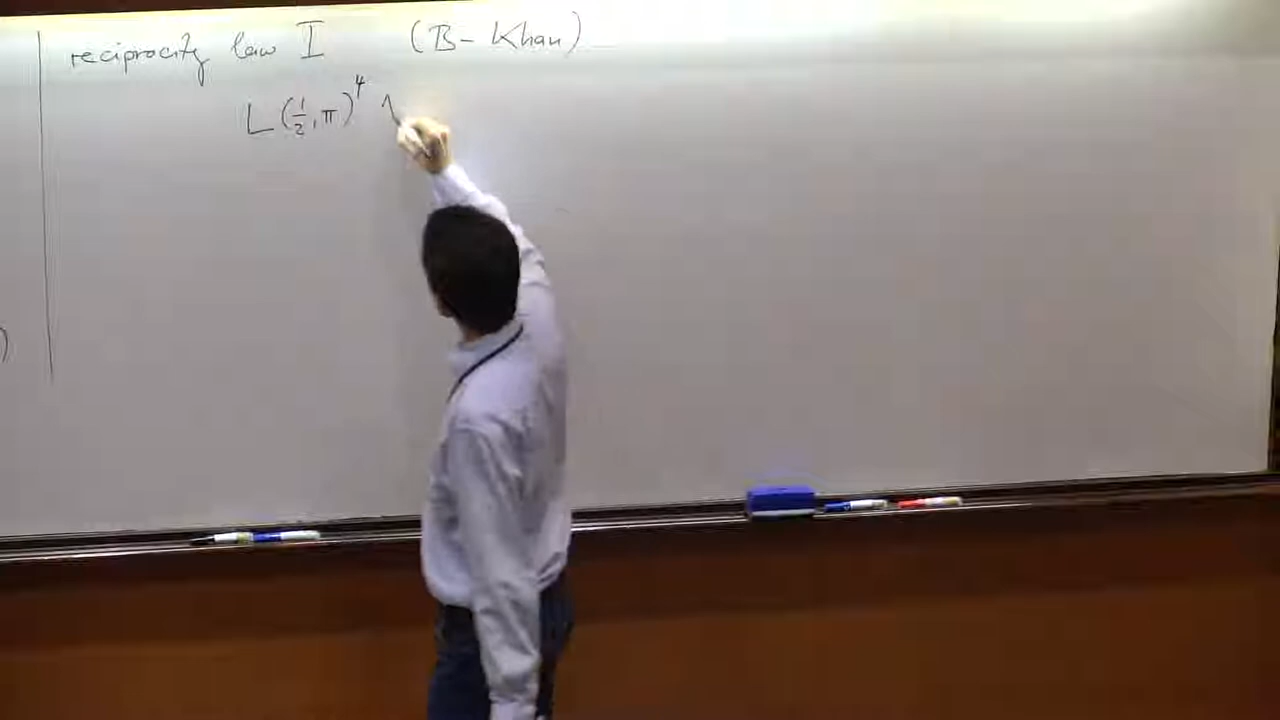 reciprocity law I (B - Khan)
L(½, π)⁴
)